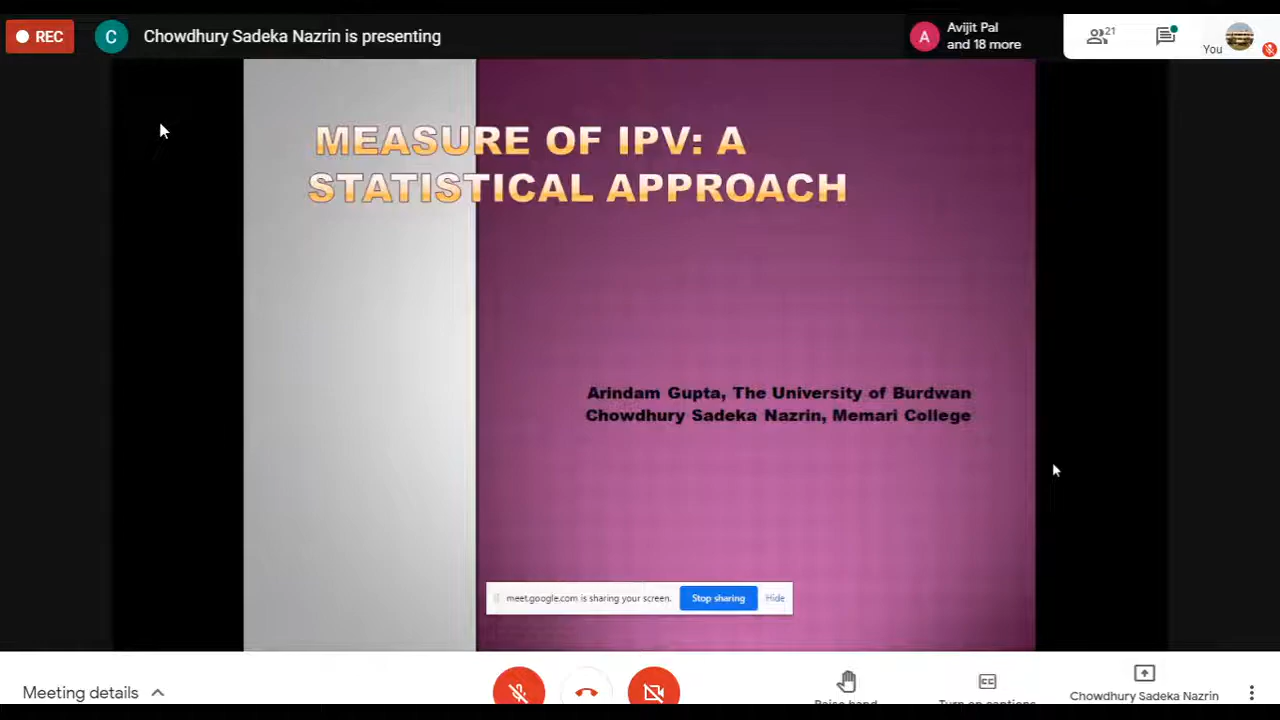 REC
C
Chowdhury Sadeka Nazrin is presenting
A
Avijit Pal
and 18 more
21
You
MEASURE OF IPV: A
STATISTICAL APPROACH
Arindam Gupta, The University of Burdwan
Chowdhury Sadeka Nazrin, Memari College
meet.google.com is sharing your screen.
Stop sharing
Hide
Meeting details
Raise hand
CC
Turn on captions
Chowdhury Sadeka Nazrin